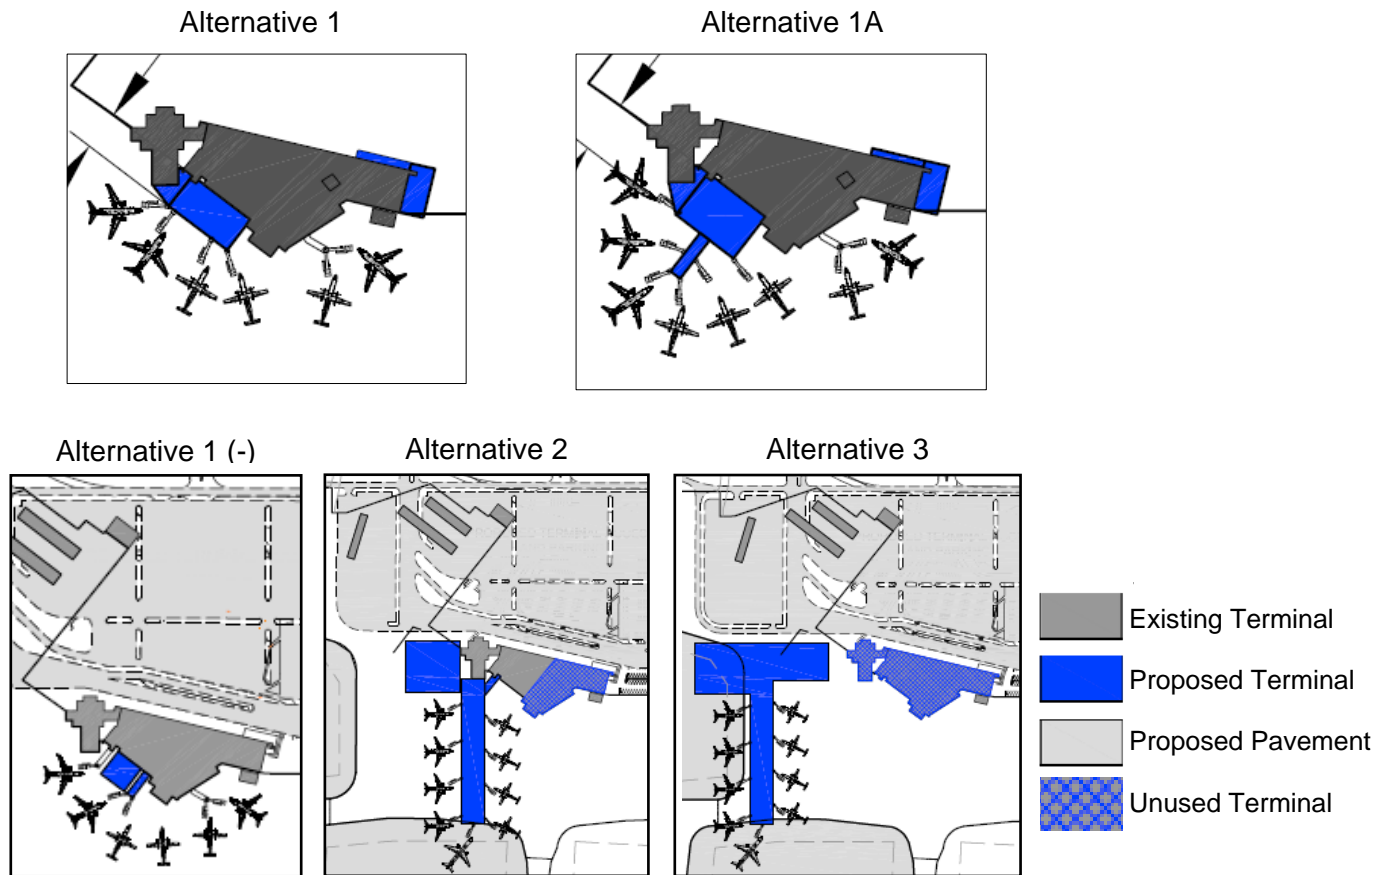 Alternative 1
Alternative 1A
Alternative 1 (-)
Alternative 2
Alternative 3
Existing Terminal
Proposed Terminal
Proposed Pavement
Unused Terminal